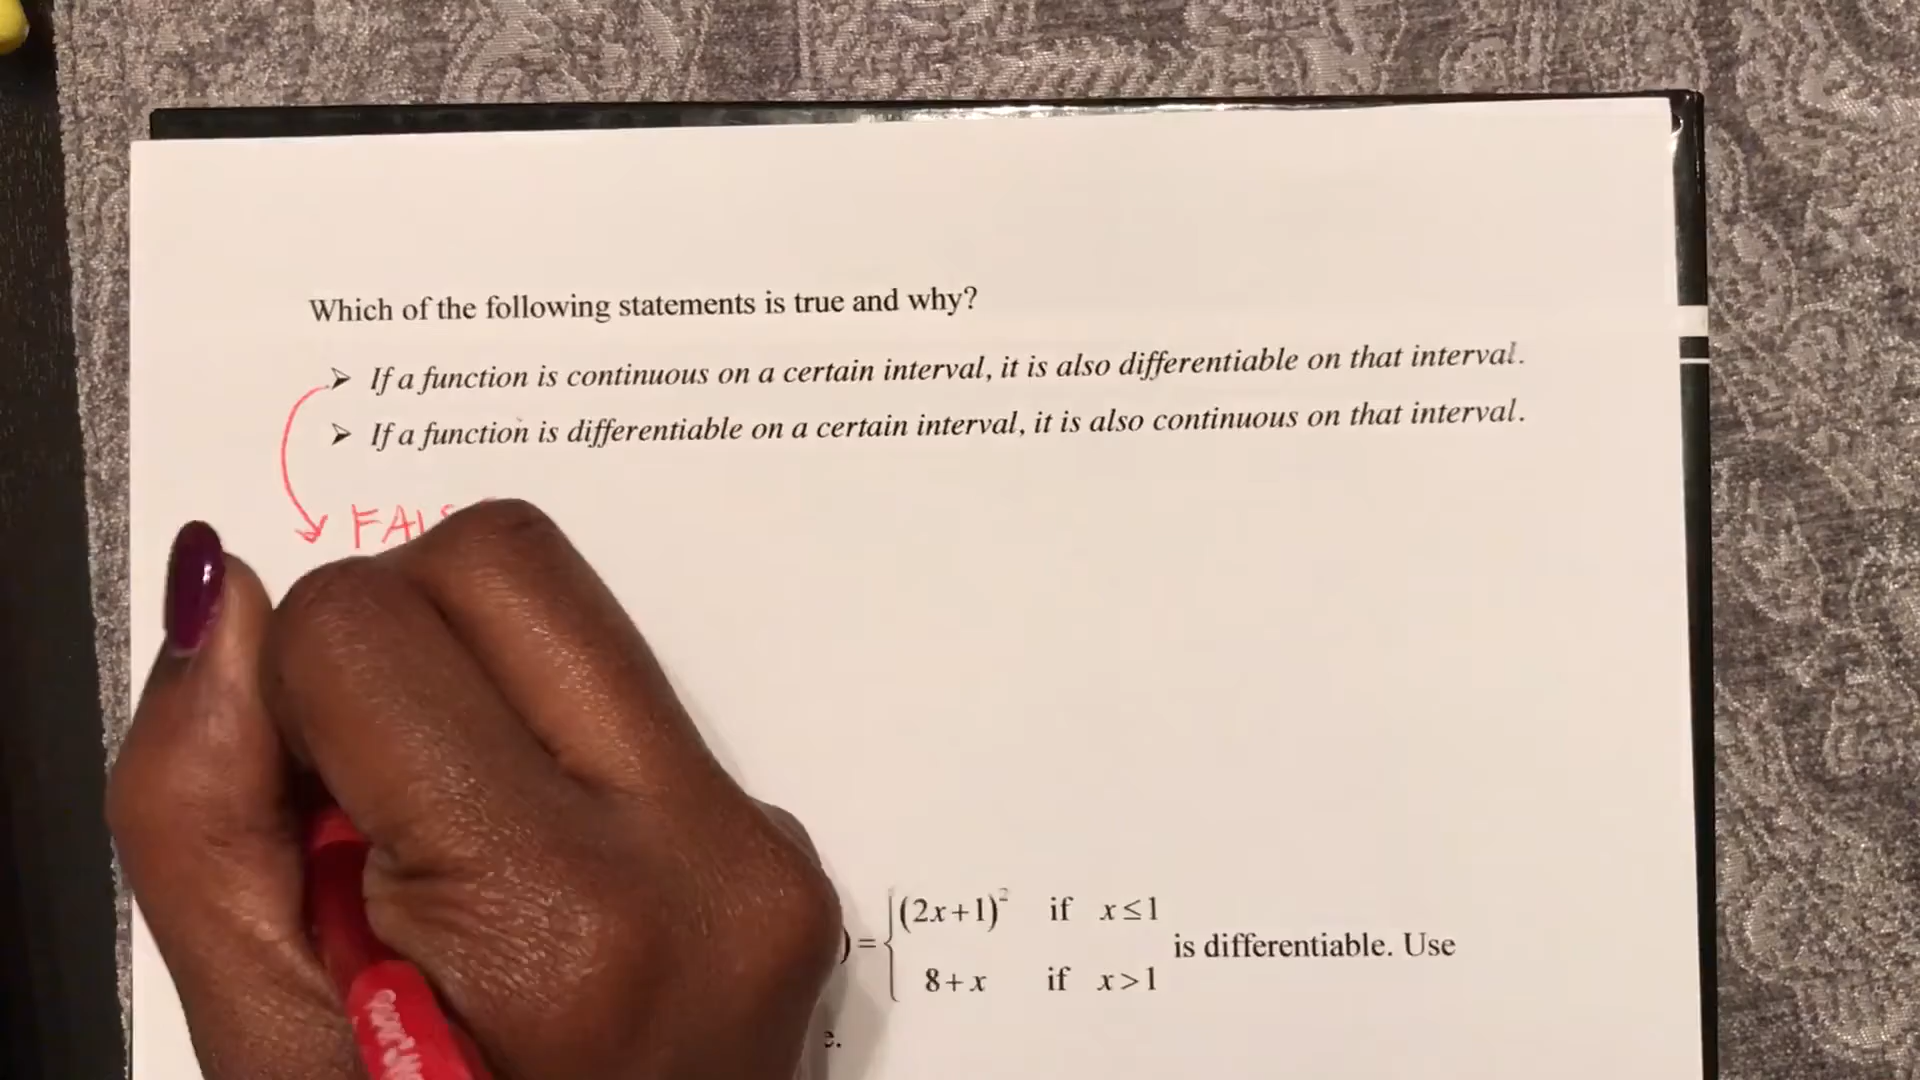 Which of the following statements is true and why?
➢ If a function is continuous on a certain interval, it is also differentiable on that interval.
➢ If a function is differentiable on a certain interval, it is also continuous on that interval.
FALS
) = { (2x+1)² if x≤1
8+x if x>1
is differentiable. Use
e.